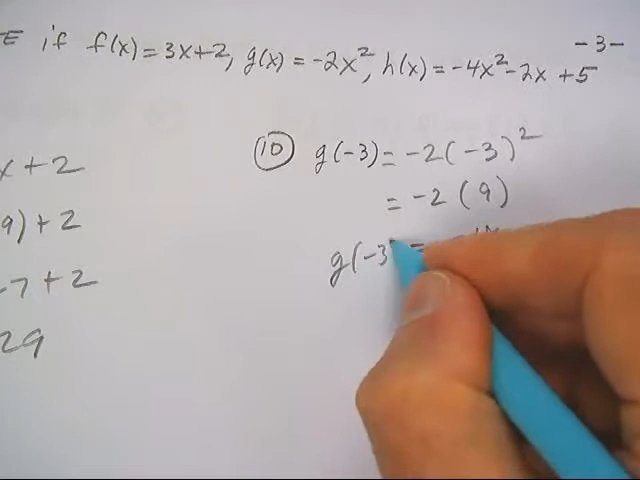 if f(x) = 3x+2, g(x) = -2x², h(x) = -4x²-2x+5
-3-
x+2
9)+2
-7+2
29
10 g(-3) = -2(-3)²
= -2(9)
g(-3) =